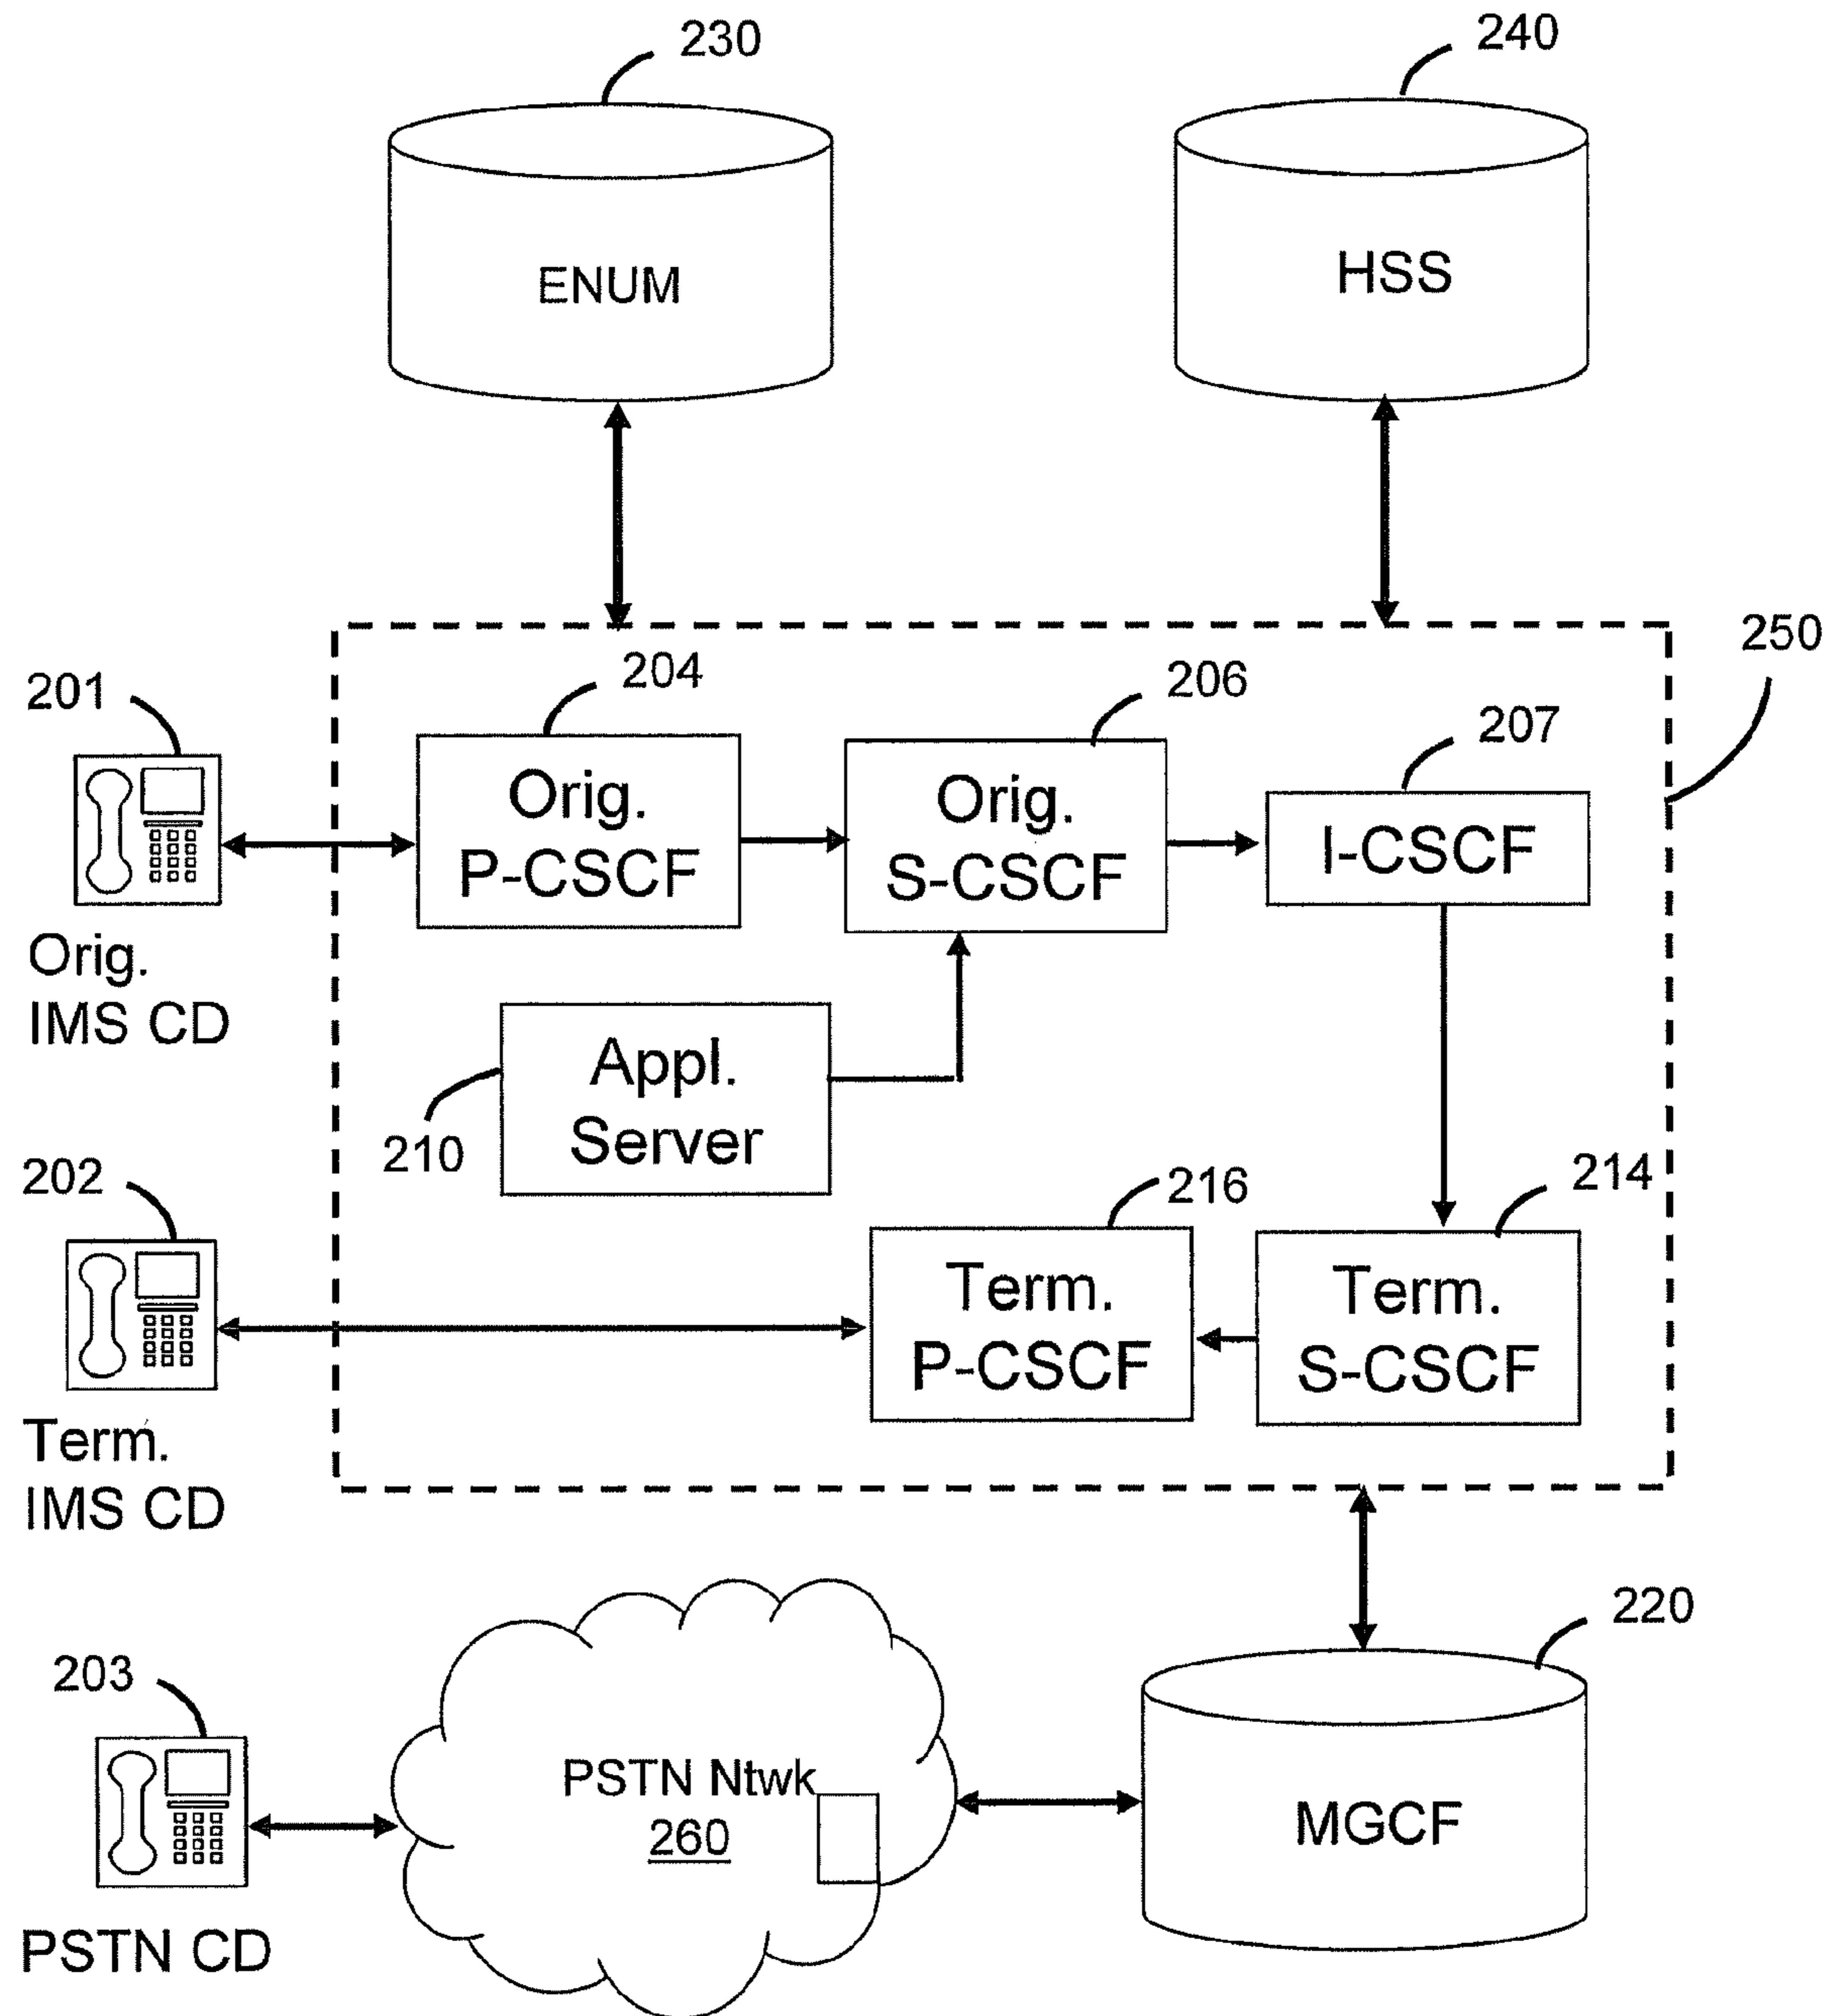 230
240
ENUM
HSS
250
204
206
201
207
Orig.
P-CSCF
Orig.
S-CSCF
I-CSCF
Orig.
IMS CD
Appl.
Server
210
202
216
214
Term.
P-CSCF
Term.
S-CSCF
Term.
IMS CD
220
203
PSTN Ntwk
260
MGCF
PSTN CD